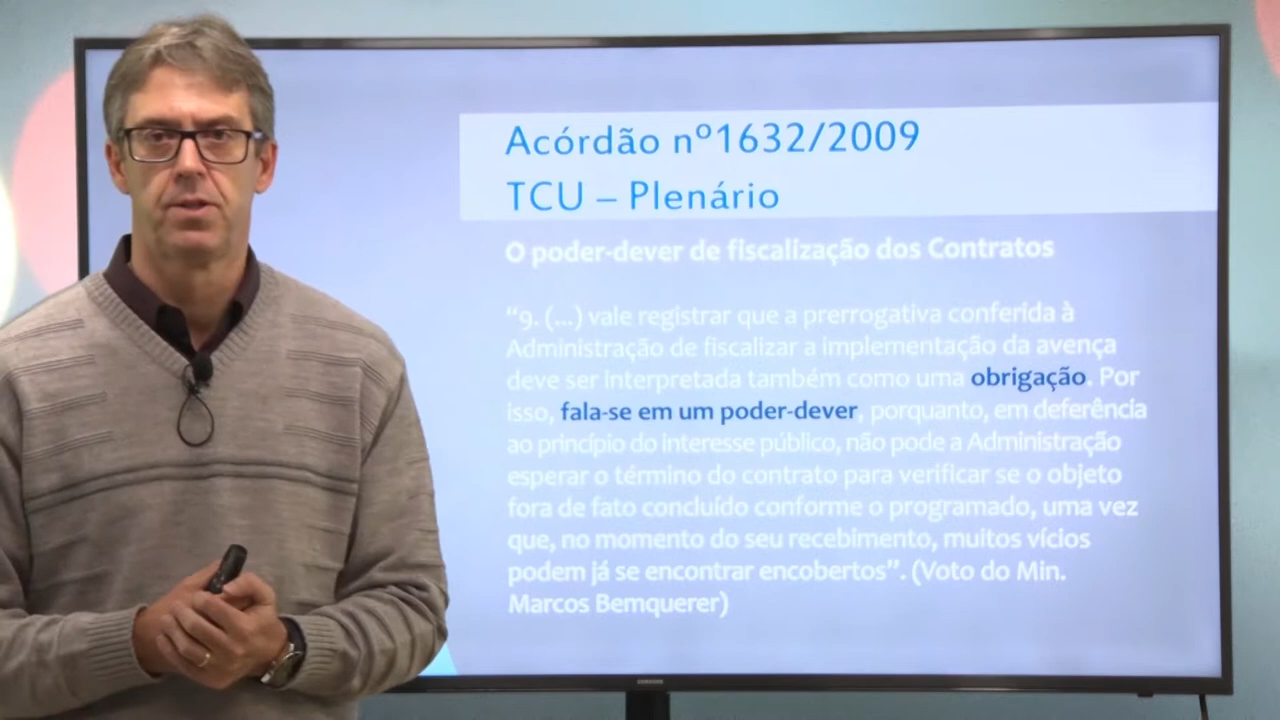 Acórdão nº1632/2009
TCU – Plenário
O poder-dever de fiscalização dos Contratos
“9. (...) vale registrar que a prerrogativa conferida à
Administração de fiscalizar a implementação da avença
deve ser interpretada também como uma obrigação. Por
isso, fala-se em um poder-dever, porquanto, em deferência
ao princípio do interesse público, não pode a Administração
esperar o término do contrato para verificar se o objeto
fora de fato concluído conforme o programado, uma vez
que, no momento do seu recebimento, muitos vícios
podem já se encontrar encobertos”. (Voto do Min.
Marcos Bemquerer)
SAMSUNG